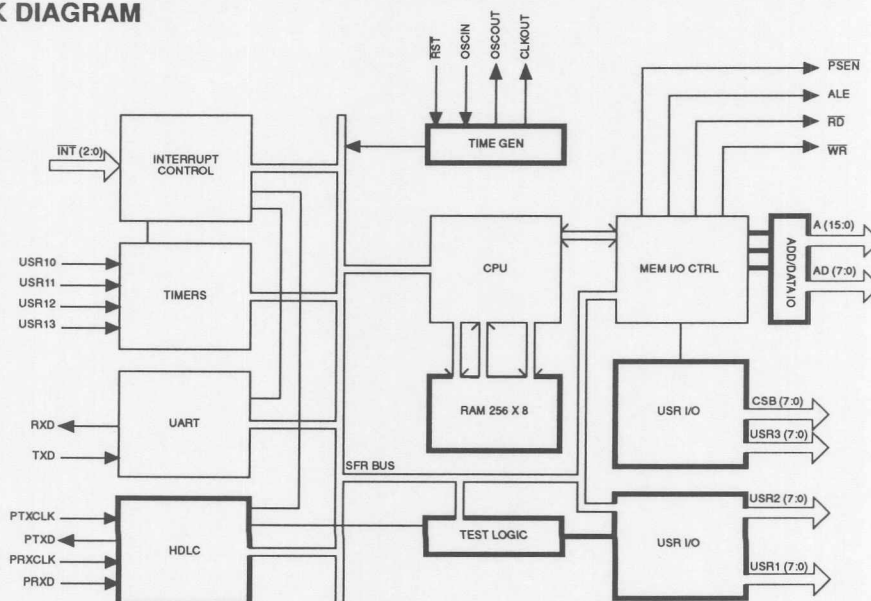 K DIAGRAM
RST
OSCIN
OSCOUT
CLKOUT
PSEN
ALE
RD
WR
TIME GEN
INT (2:0)
INTERRUPT
CONTROL
A (15:0)
ADD/DATA IO
AD (7:0)
CPU
MEM I/O CTRL
USR10
USR11
USR12
USR13
TIMERS
RAM 256 X 8
USR I/O
CSB (7:0)
USR3 (7:0)
RXD
TXD
UART
SFR BUS
PTXCLK
PTXD
PRXCLK
PRXD
HDLC
TEST LOGIC
USR I/O
USR2 (7:0)
USR1 (7:0)